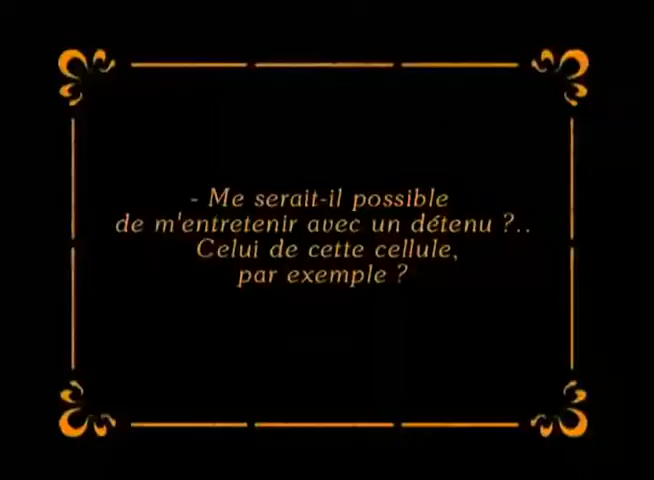 - Me serait-il possible
de m'entretenir avec un détenu ?..
Celui de cette cellule,
par exemple ?